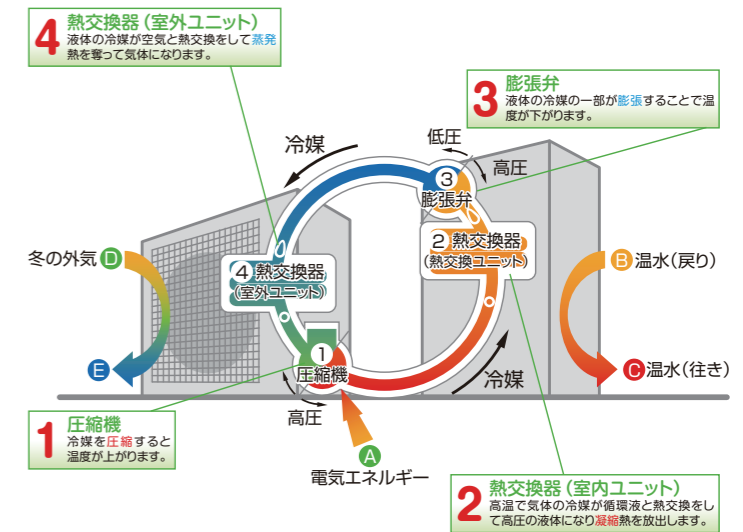 4 熱交換器（室外ユニット）
液体の冷媒が空気と熱交換をして蒸発
熱を奪って気体になります。
3 膨張弁
液体の冷媒の一部が膨張することで温
度が下がります。
低圧
冷媒
高圧
③
膨張弁
2 熱交換器
(熱交換ユニット)
冬の外気 D
B 温水（戻り）
4 熱交換器
(室外ユニット)
1
圧縮機
E
冷媒
C 温水（往き）
高圧
1 圧縮機
冷媒を圧縮すると
温度が上がります。
A
電気エネルギー
2 熱交換器（室内ユニット）
高温で気体の冷媒が循環液と熱交換をし
て高圧の液体になり凝縮熱を放出します。